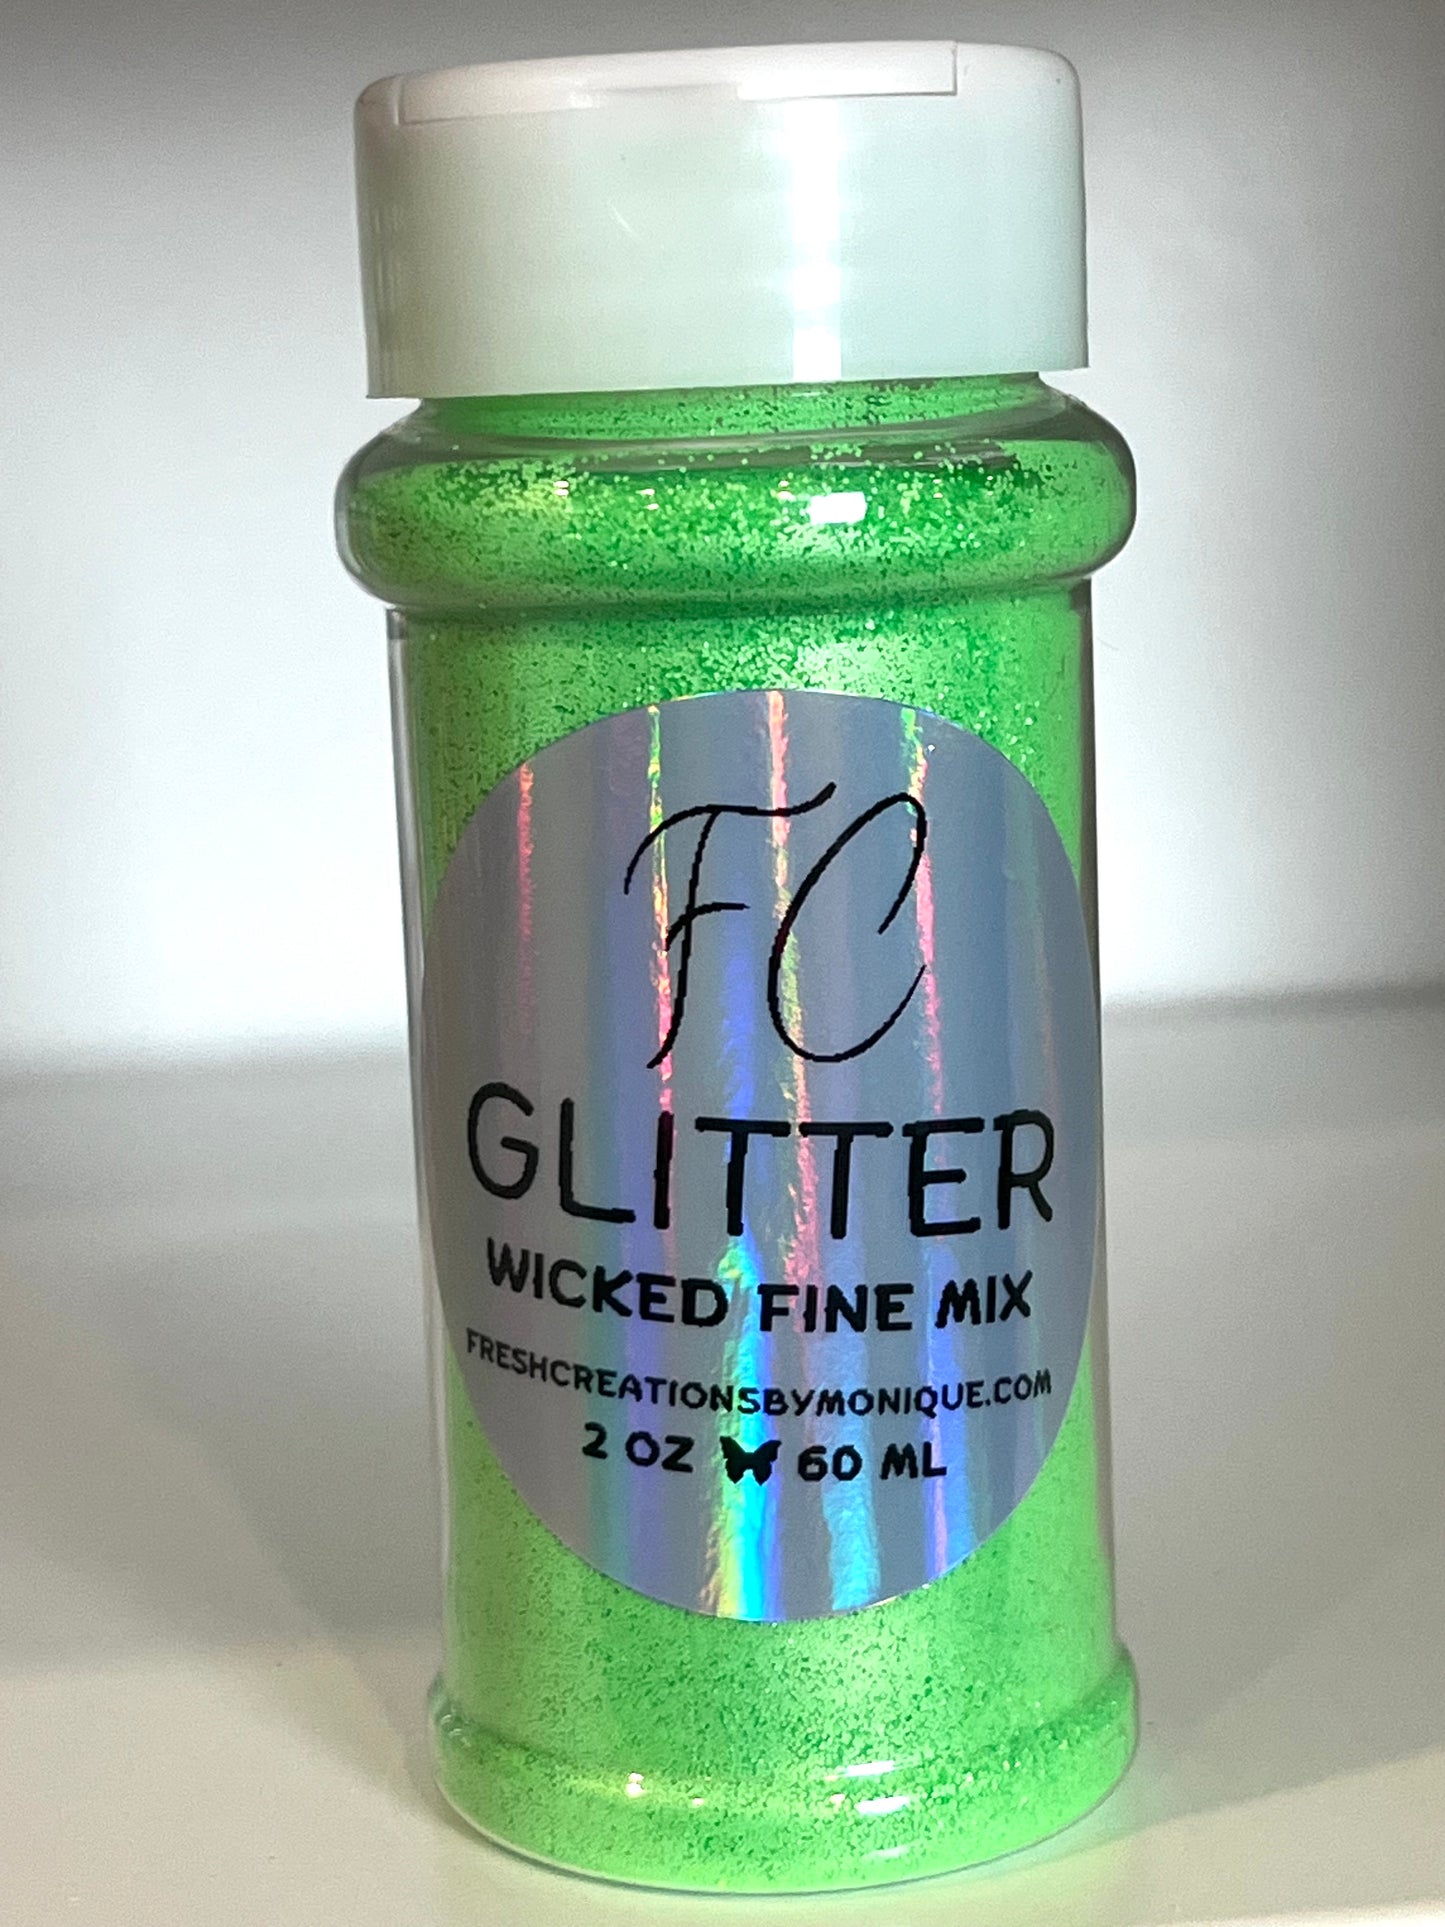 FC
GLITTER
WICKED FINE MIX
FRESHCREATIONSBYMONIQUE.COM
2 OZ 60 ML